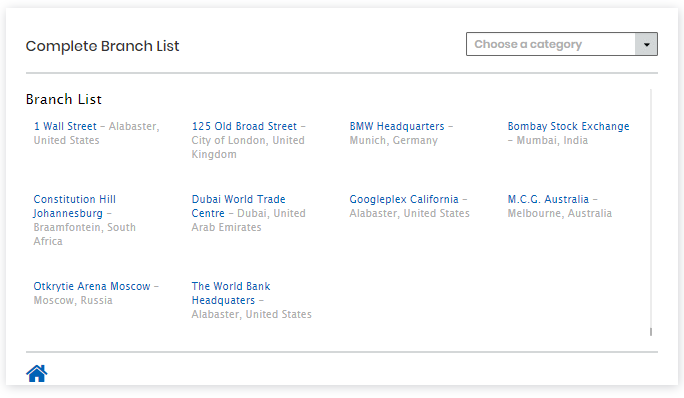 Complete Branch List
Choose a category
Branch List
1 Wall Street – Alabaster,
United States
125 Old Broad Street –
City of London, United
Kingdom
BMW Headquarters –
Munich, Germany
Bombay Stock Exchange
– Mumbai, India
Constitution Hill
Johannesburg –
Braamfontein, South
Africa
Dubai World Trade
Centre – Dubai, United
Arab Emirates
Googleplex California –
Alabaster, United States
M.C.G. Australia –
Melbourne, Australia
Otkrytie Arena Moscow –
Moscow, Russia
The World Bank
Headquaters –
Alabaster, United States